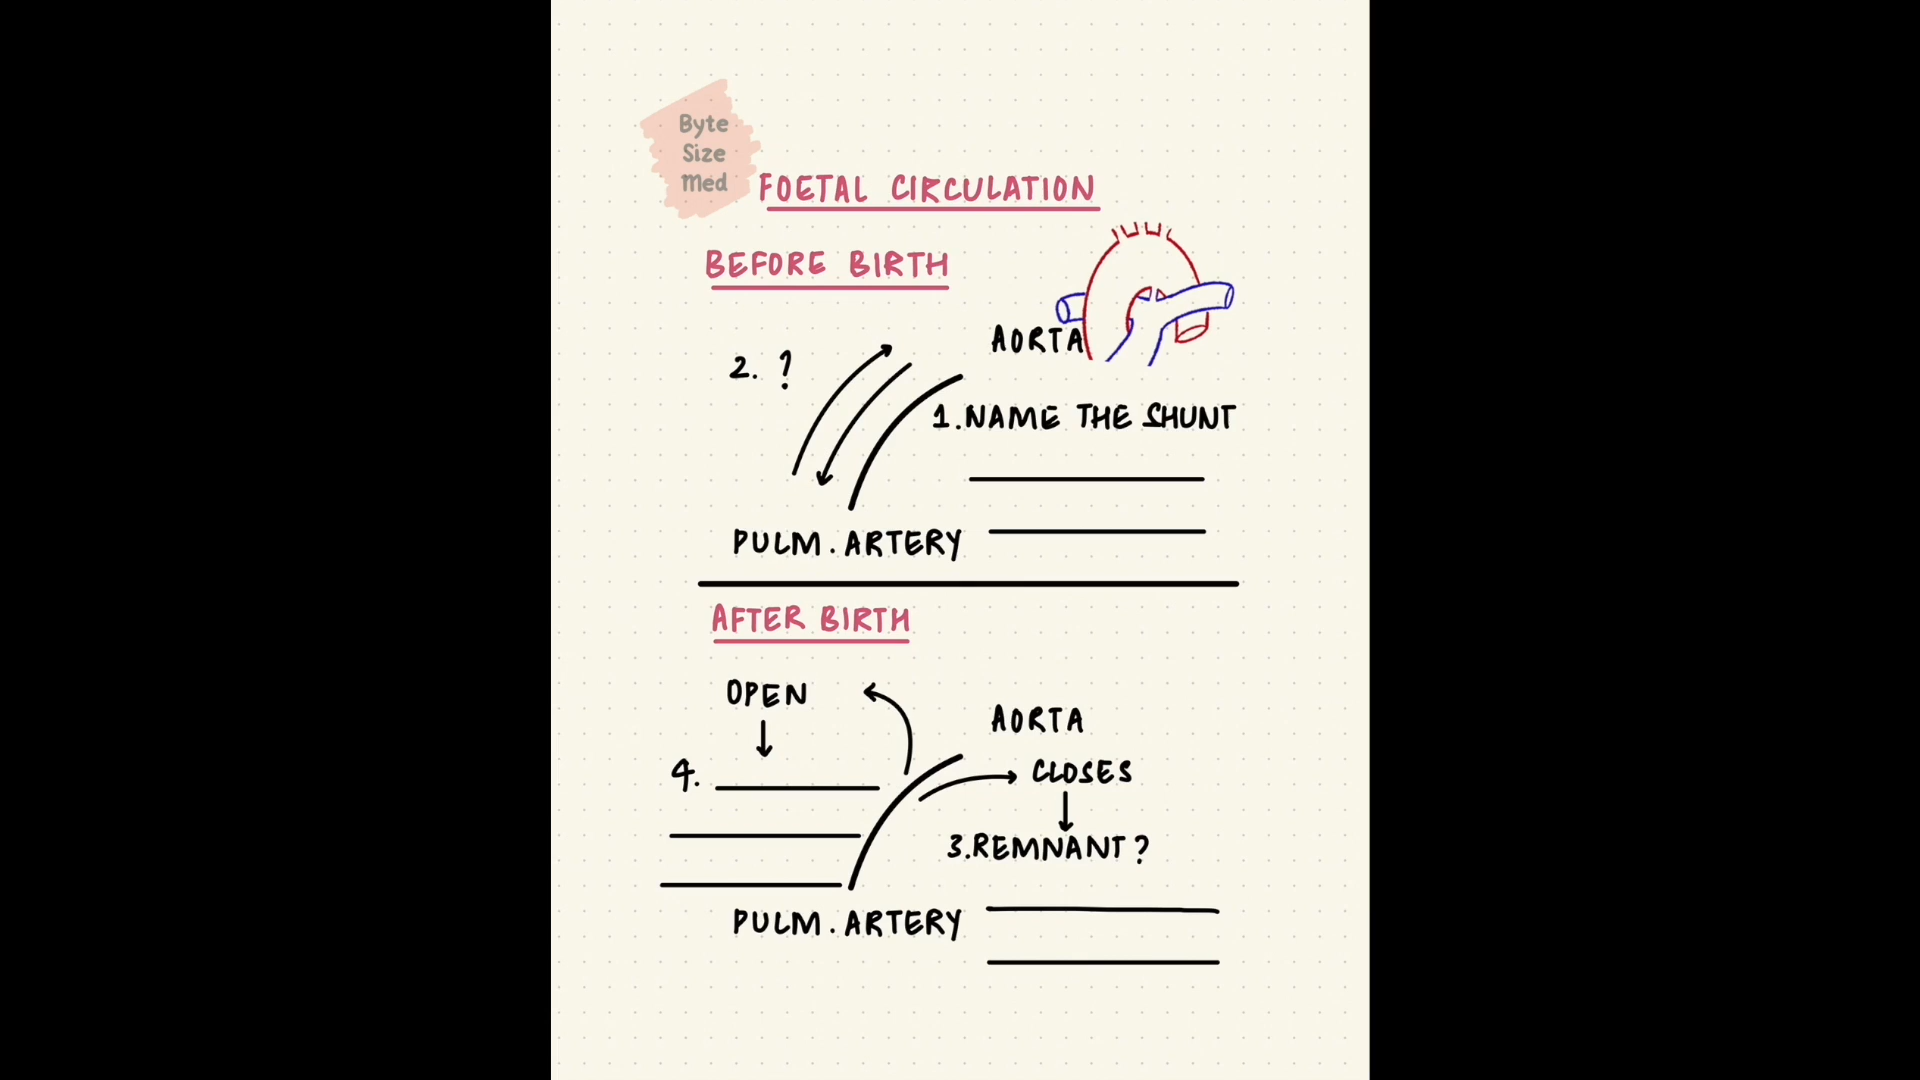 Byte
Size
Med
FOETAL CIRCULATION
BEFORE BIRTH
AORTA
2. ?
1. NAME THE SHUNT
PULM. ARTERY
AFTER BIRTH
OPEN
AORTA
CLOSES
4.
3. REMNANT?
PULM. ARTERY